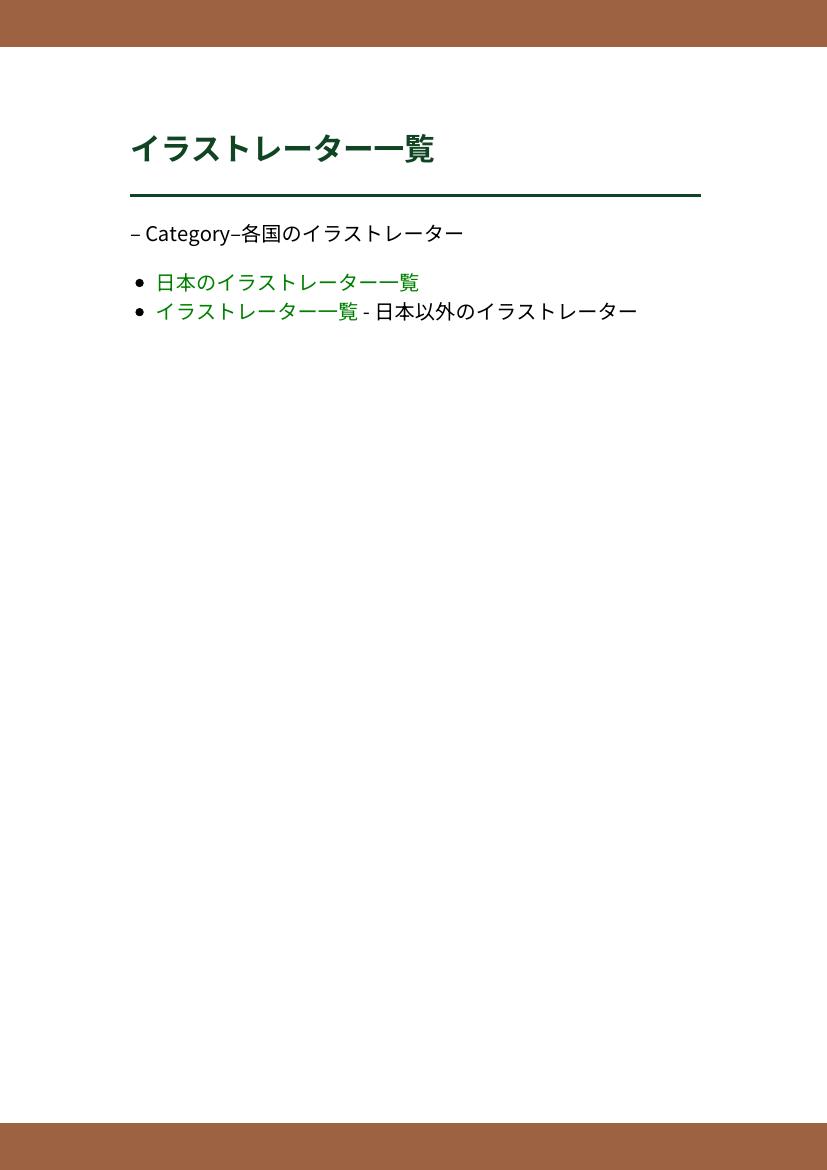 イラストレーター一覧
– Category–各国のイラストレーター
• 日本のイラストレーター一覧
• イラストレーター一覧 - 日本以外のイラストレーター